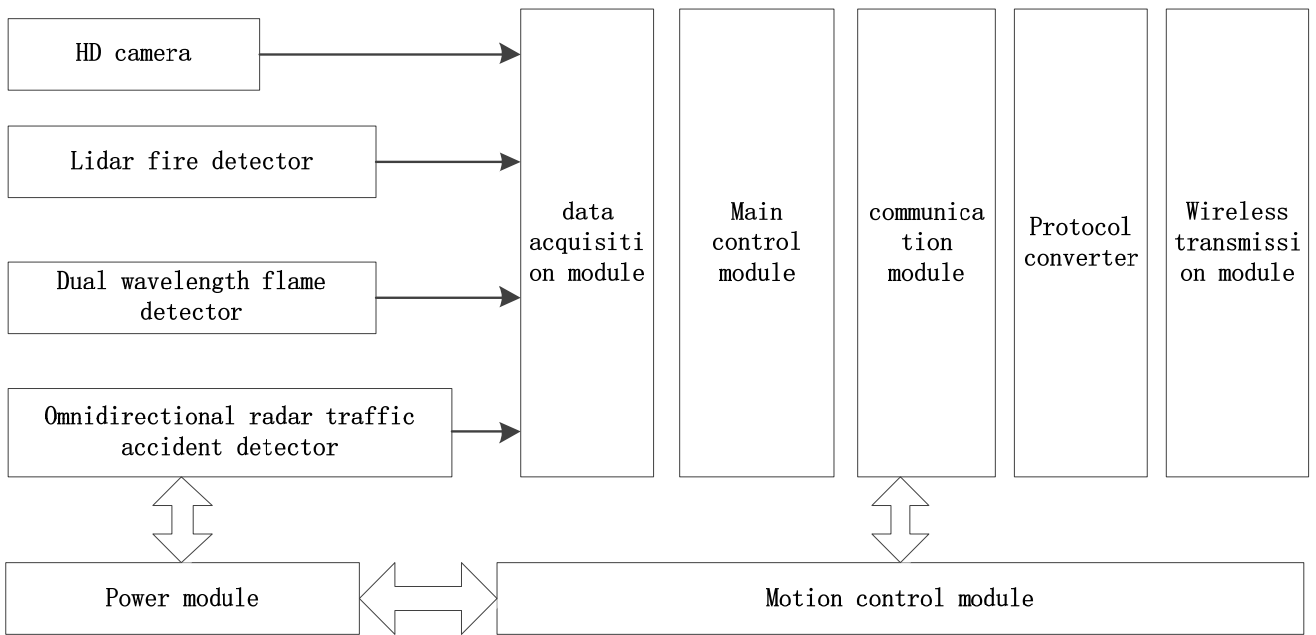 HD camera
Lidar fire detector
Dual wavelength flame
detector
Omnidirectional radar traffic
accident detector
data
acquisiti
on module
Main
control
module
communica
tion
module
Protocol
converter
Wireless
transmissi
on module
Power module
Motion control module